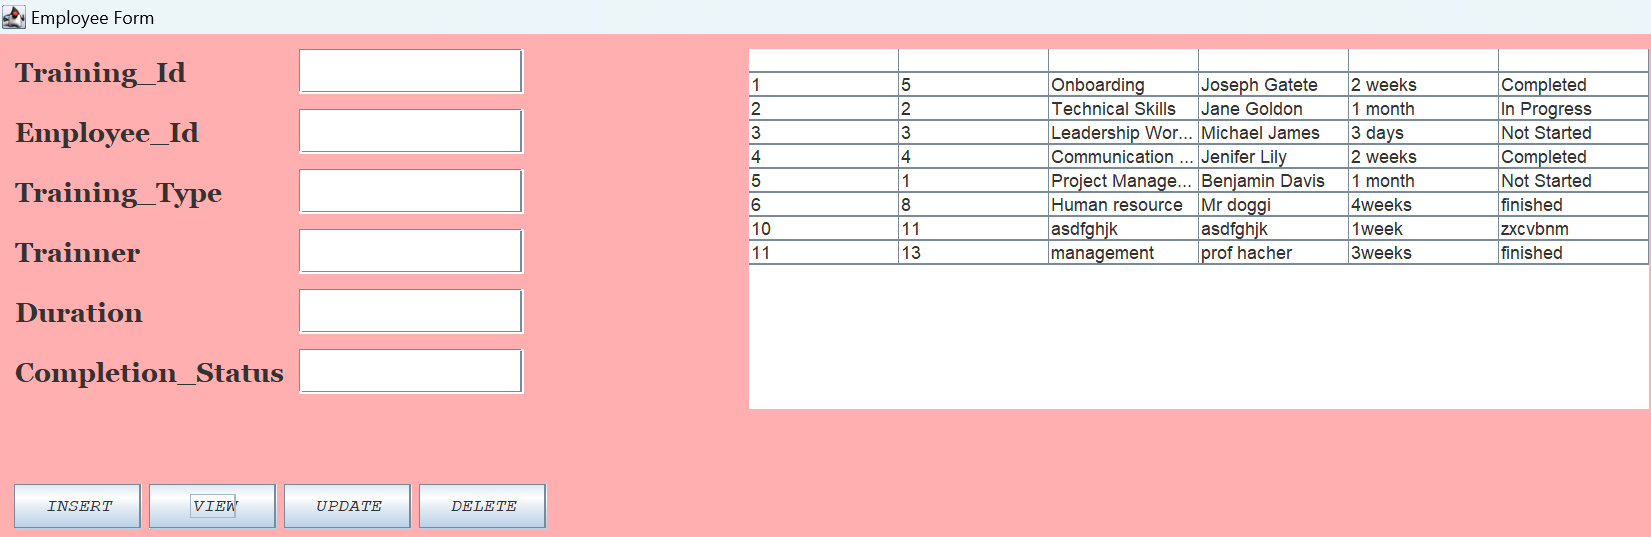 Employee Form
Training_Id
Employee_Id
Training_Type
Trainner
Duration
Completion_Status
1 5 Onboarding Joseph Gatete 2 weeks Completed
2 2 Technical Skills Jane Goldon 1 month In Progress
3 3 Leadership Wor... Michael James 3 days Not Started
4 4 Communication ... Jenifer Lily 2 weeks Completed
5 1 Project Manage... Benjamin Davis 1 month Not Started
6 8 Human resource Mr doggi 4weeks finished
10 11 asdfghjk asdfghjk 1week zxcvbnm
11 13 management prof hacher 3weeks finished
INSERT VIEW UPDATE DELETE